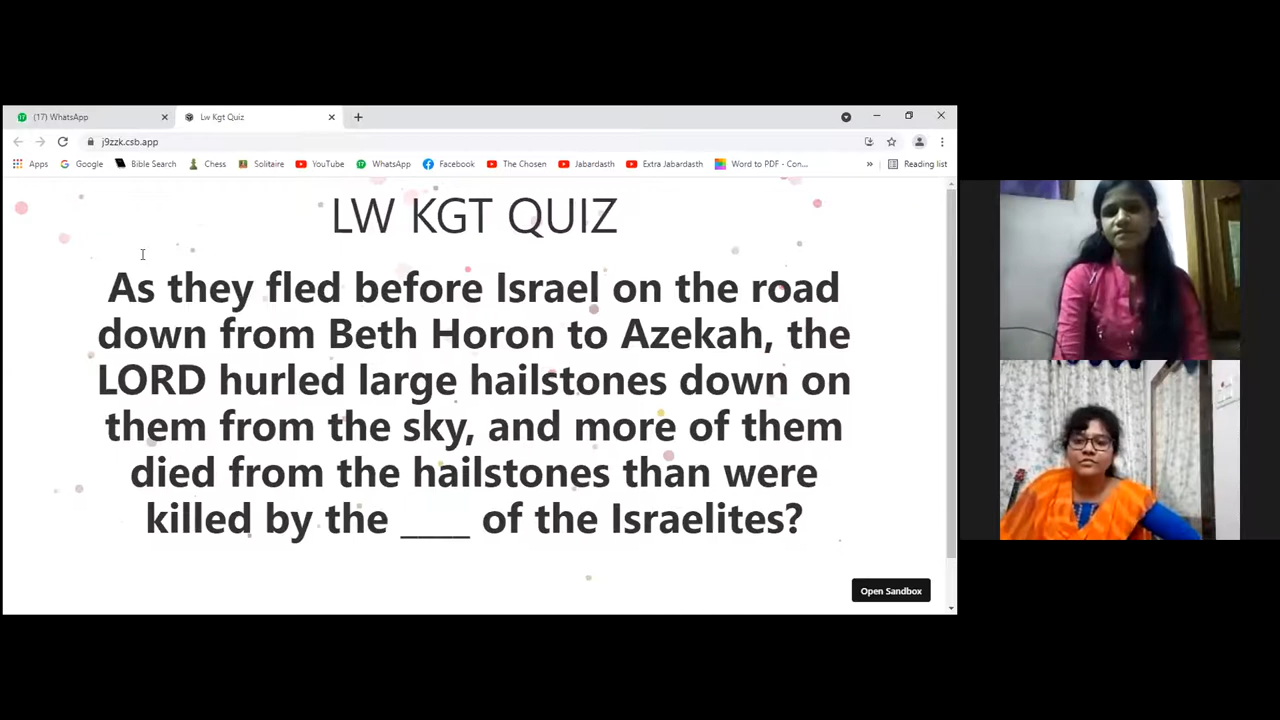 (17) WhatsApp
Lw Kgt Quiz
j9zzk.csb.app
Apps Google Bible Search Chess Solitaire YouTube WhatsApp Facebook The Chosen Jabardasth Extra Jabardasth Word to PDF - Con... » Reading list
LW KGT QUIZ
As they fled before Israel on the road
down from Beth Horon to Azekah, the
LORD hurled large hailstones down on
them from the sky, and more of them
died from the hailstones than were
killed by the ____ of the Israelites?
Open Sandbox